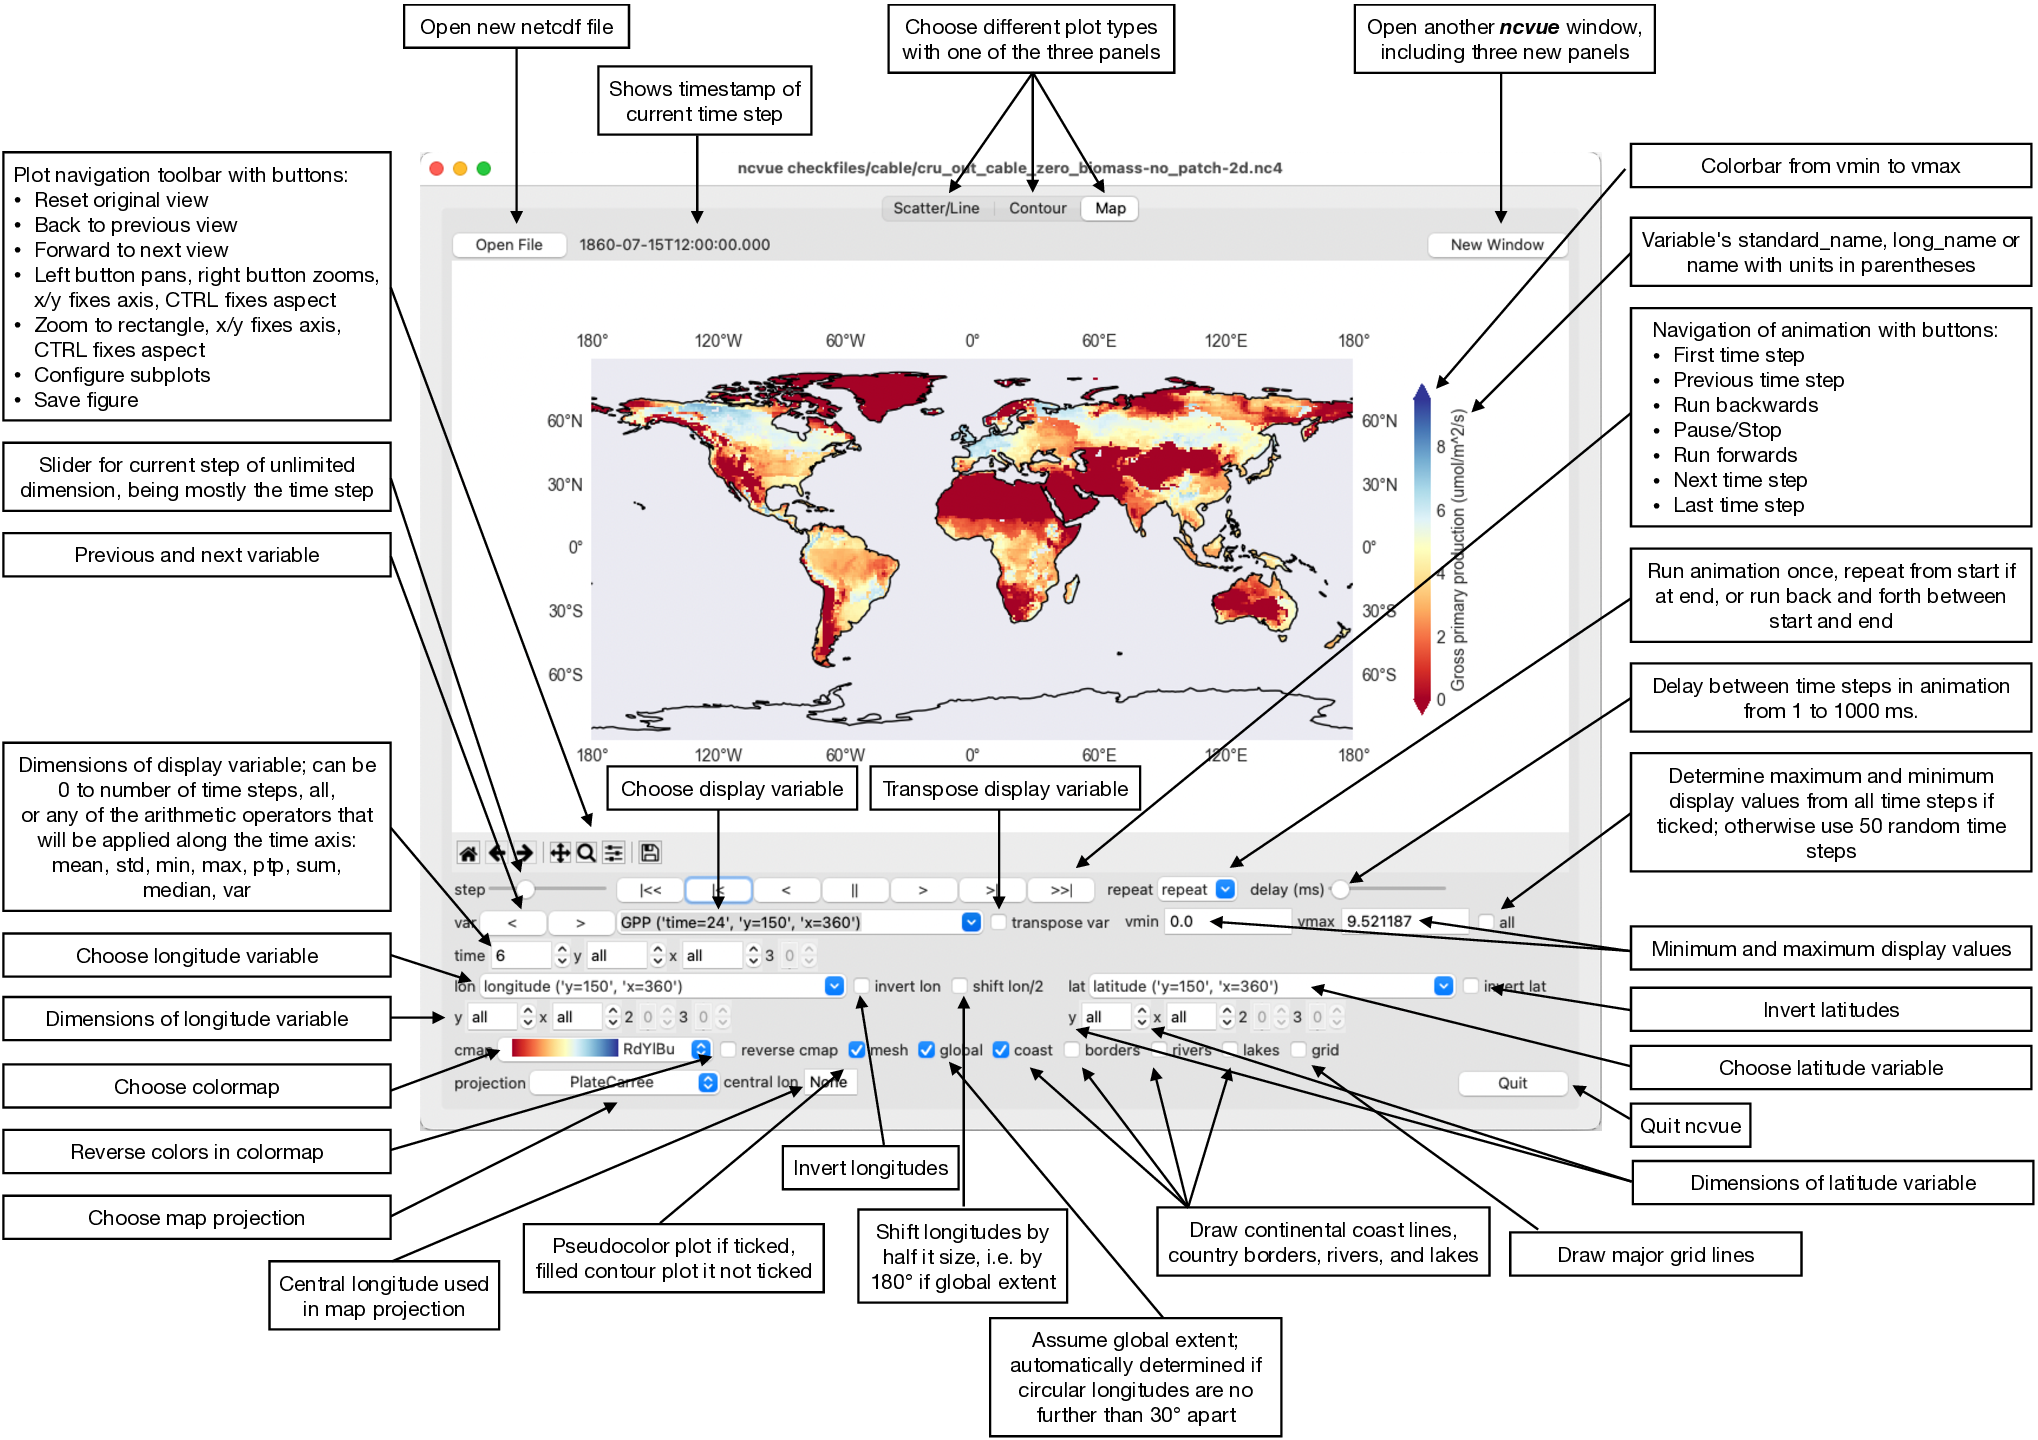 Open new netcdf file
Choose different plot types
with one of the three panels
Open another ncvue window,
including three new panels
Shows timestamp of
current time step
Plot navigation toolbar with buttons:
• Reset original view
• Back to previous view
• Forward to next view
• Left button pans, right button zooms,
x/y fixes axis, CTRL fixes aspect
• Zoom to rectangle, x/y fixes axis,
CTRL fixes aspect
• Configure subplots
• Save figure
Slider for current step of unlimited
dimension, being mostly the time step
Previous and next variable
Dimensions of display variable; can be
0 to number of time steps, all,
or any of the arithmetic operators that
will be applied along the time axis:
mean, std, min, max, ptp, sum,
median, var
Choose longitude variable
Dimensions of longitude variable
Choose colormap
Reverse colors in colormap
Choose map projection
Central longitude used
in map projection
ncvue checkfiles/cable/cru_out_cable_zero_biomass-no_patch-2d.nc4
Scatter/Line Contour Map
Open File 1860-07-15T12:00:00.000 New Window
180° 120°W 60°W 0° 60°E 120°E 180°
60°N 60°N
30°N 30°N
0° 0°
30°S 30°S
60°S 60°S
180° 120°W 60°W 0° 60°E 120°E 180°
8
6
4
2
0
Gross primary production (umol/m^2/s)
Choose display variable
Transpose display variable
step |<< |< < || > >| >>| repeat repeat delay (ms)
var < > GPP ('time=24', 'y=150', 'x=360') transpose var vmin 0.0 vmax 9.521187 all
time 6 y all x all 3 0
lon longitude ('y=150', 'x=360') invert lon shift lon/2 lat latitude ('y=150', 'x=360') invert lat
y all x all 2 0 3 0 y all x all 2 0 3 0
cmap RdYlBu reverse cmap mesh global coast borders rivers lakes grid
projection PlateCarree central lon None Quit
Colorbar from vmin to vmax
Variable's standard_name, long_name or
name with units in parentheses
Navigation of animation with buttons:
• First time step
• Previous time step
• Run backwards
• Pause/Stop
• Run forwards
• Next time step
• Last time step
Run animation once, repeat from start if
at end, or run back and forth between
start and end
Delay between time steps in animation
from 1 to 1000 ms.
Determine maximum and minimum
display values from all time steps if
ticked; otherwise use 50 random time
steps
Minimum and maximum display values
Invert latitudes
Choose latitude variable
Quit ncvue
Dimensions of latitude variable
Invert longitudes
Pseudocolor plot if ticked,
filled contour plot it not ticked
Shift longitudes by
half it size, i.e. by
180° if global extent
Draw continental coast lines,
country borders, rivers, and lakes
Draw major grid lines
Assume global extent;
automatically determined if
circular longitudes are no
further than 30° apart